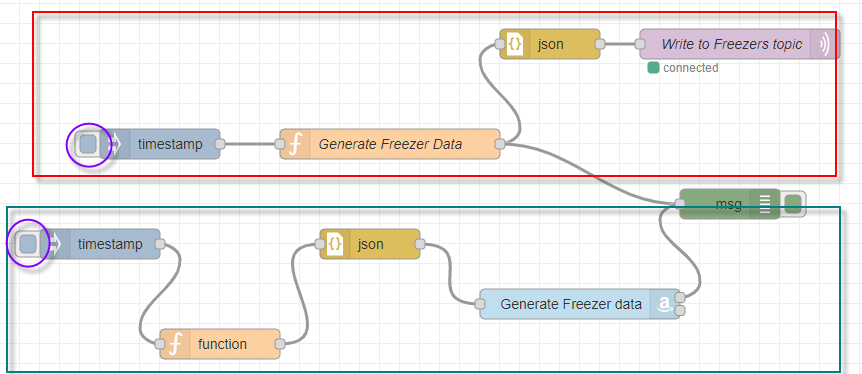 json
Write to Freezers topic
connected
timestamp
Generate Freezer Data
msg
timestamp
json
Generate Freezer data
function